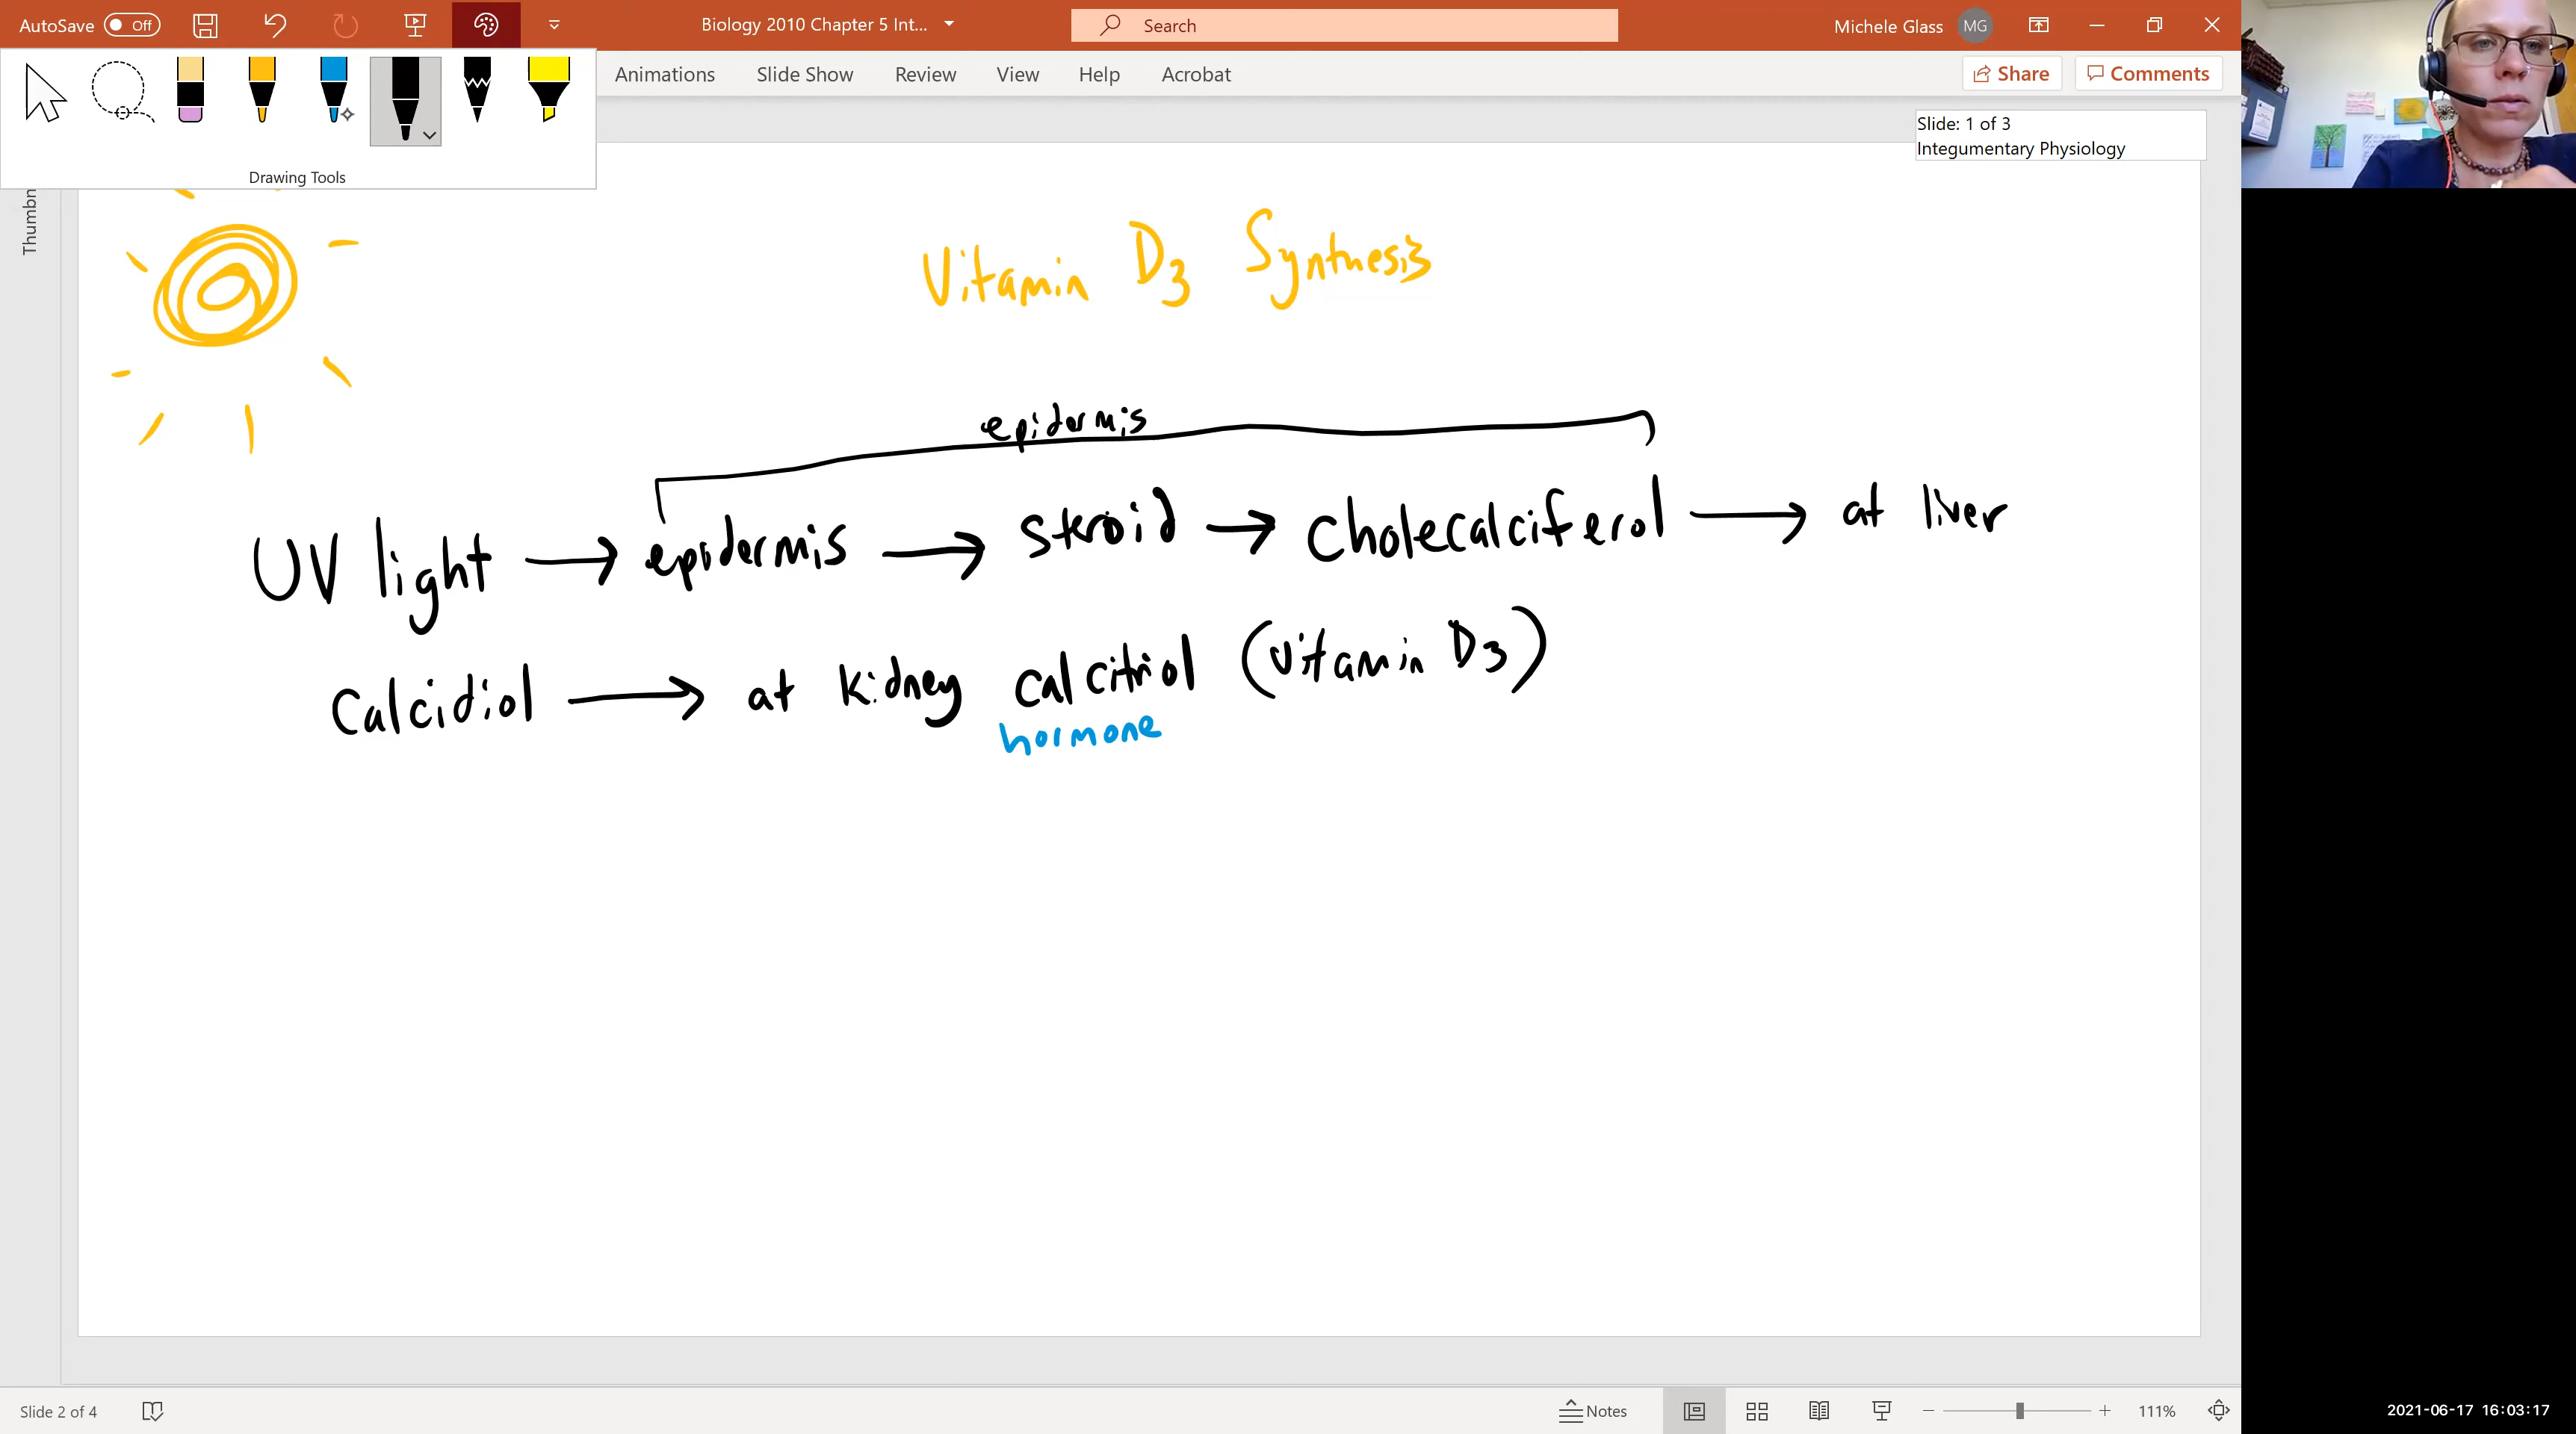 AutoSave Off
Biology 2010 Chapter 5 Int...
Search
Michele Glass MG
Animations Slide Show Review View Help Acrobat
Share Comments
Drawing Tools
Thumbn
Slide: 1 of 3
Integumentary Physiology
Vitamin D3 Synthesis
epidermis
UV light → epidermis → steroid → cholecalciferol → at liver
calcidiol → at kidney calcitriol (vitamin D3)
hormone
Slide 2 of 4
Notes
111%
2021-06-17 16:03:17